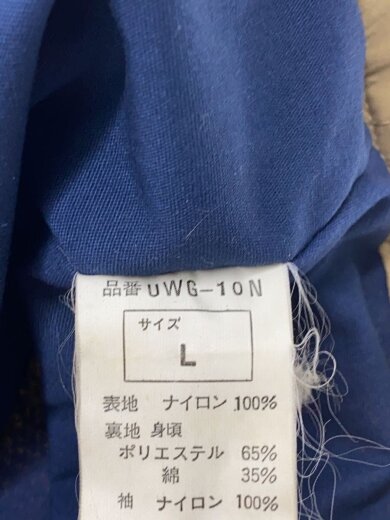 品番 UWG-10N
サイズ
L
表地 ナイロン 100%
裏地 身頃
ポリエステル 65%
綿 35%
袖 ナイロン 100%